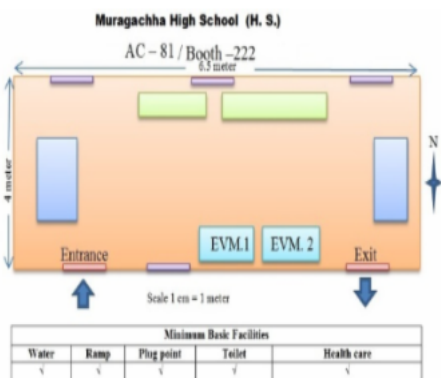 Muragachha High School (H. S.)
AC – 81 / Booth –222
6.5 meter
4 meter
N
EVM.1 EVM. 2
Entrance Exit
Scale 1 cm = 1 meter
Minimum Basic Facilities
Water Ramp Plug point Toilet Health care
√ √ √ √ √